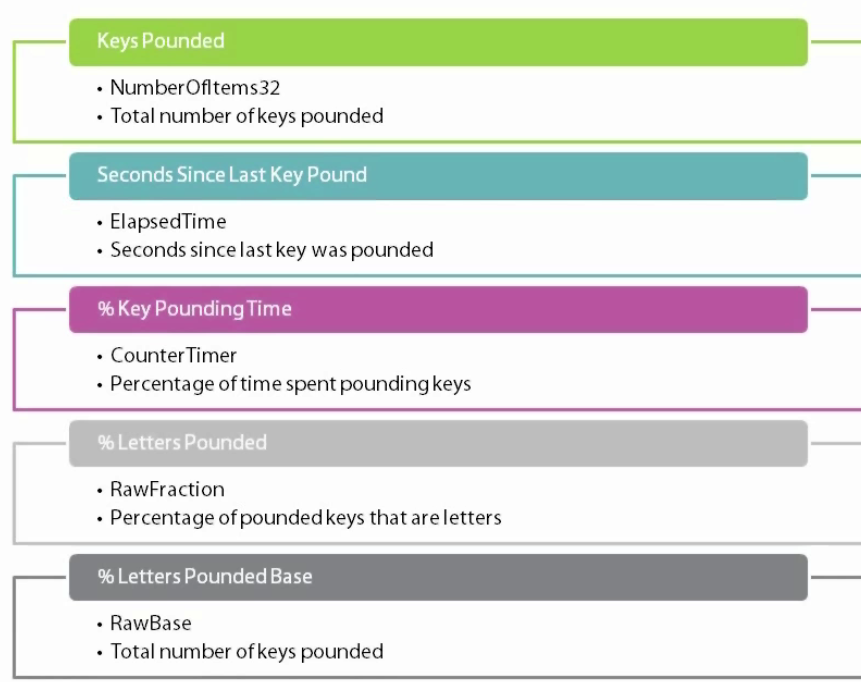 Keys Pounded
• NumberOfItems32
• Total number of keys pounded
Seconds Since Last Key Pound
• ElapsedTime
• Seconds since last key was pounded
% Key Pounding Time
• CounterTimer
• Percentage of time spent pounding keys
% Letters Pounded
• RawFraction
• Percentage of pounded keys that are letters
% Letters Pounded Base
• RawBase
• Total number of keys pounded